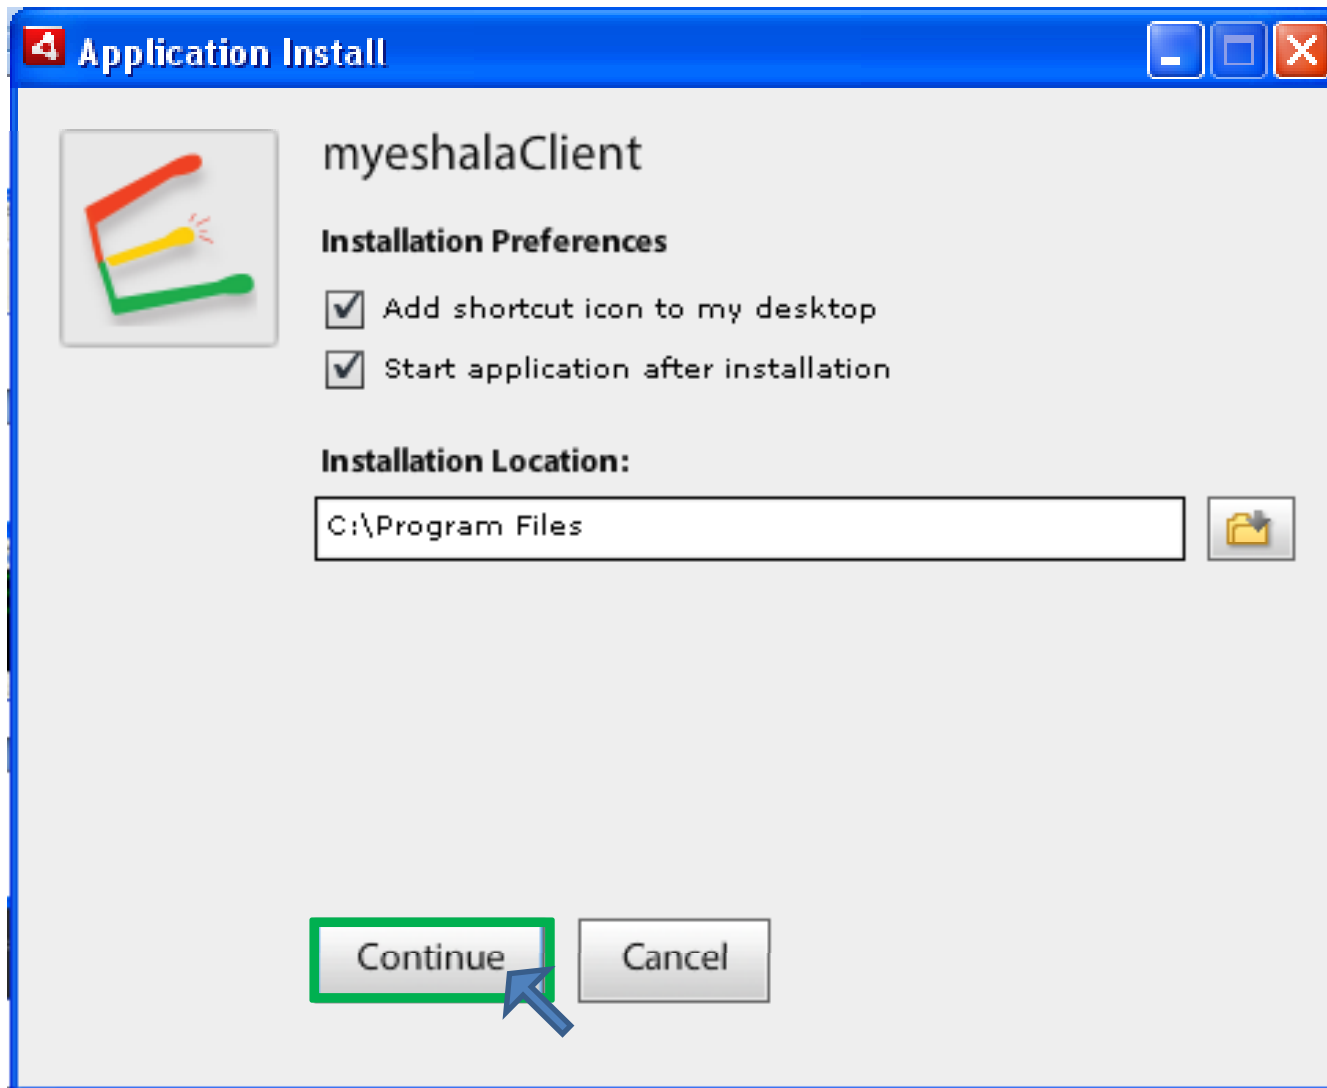 Application Install
myeshalaClient
Installation Preferences
Add shortcut icon to my desktop
Start application after installation
Installation Location:
C:\Program Files
Continue
Cancel